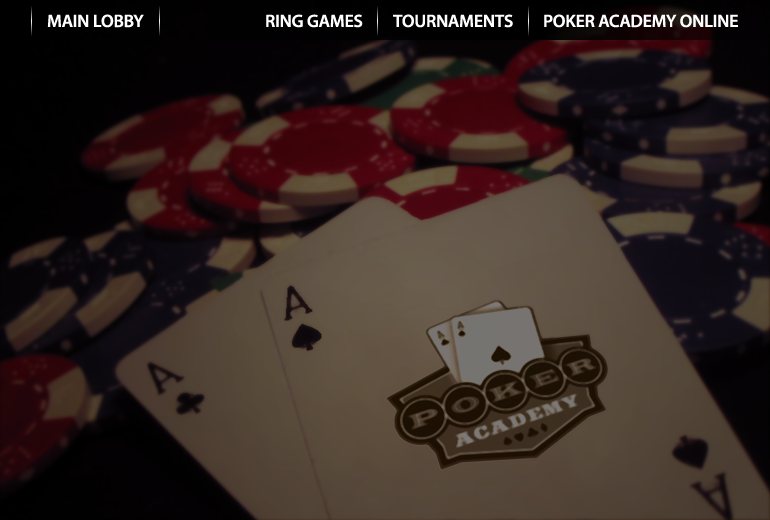 MAIN LOBBY
RING GAMES
TOURNAMENTS
POKER ACADEMY ONLINE
A
A
A
A
A
POKER
ACADEMY